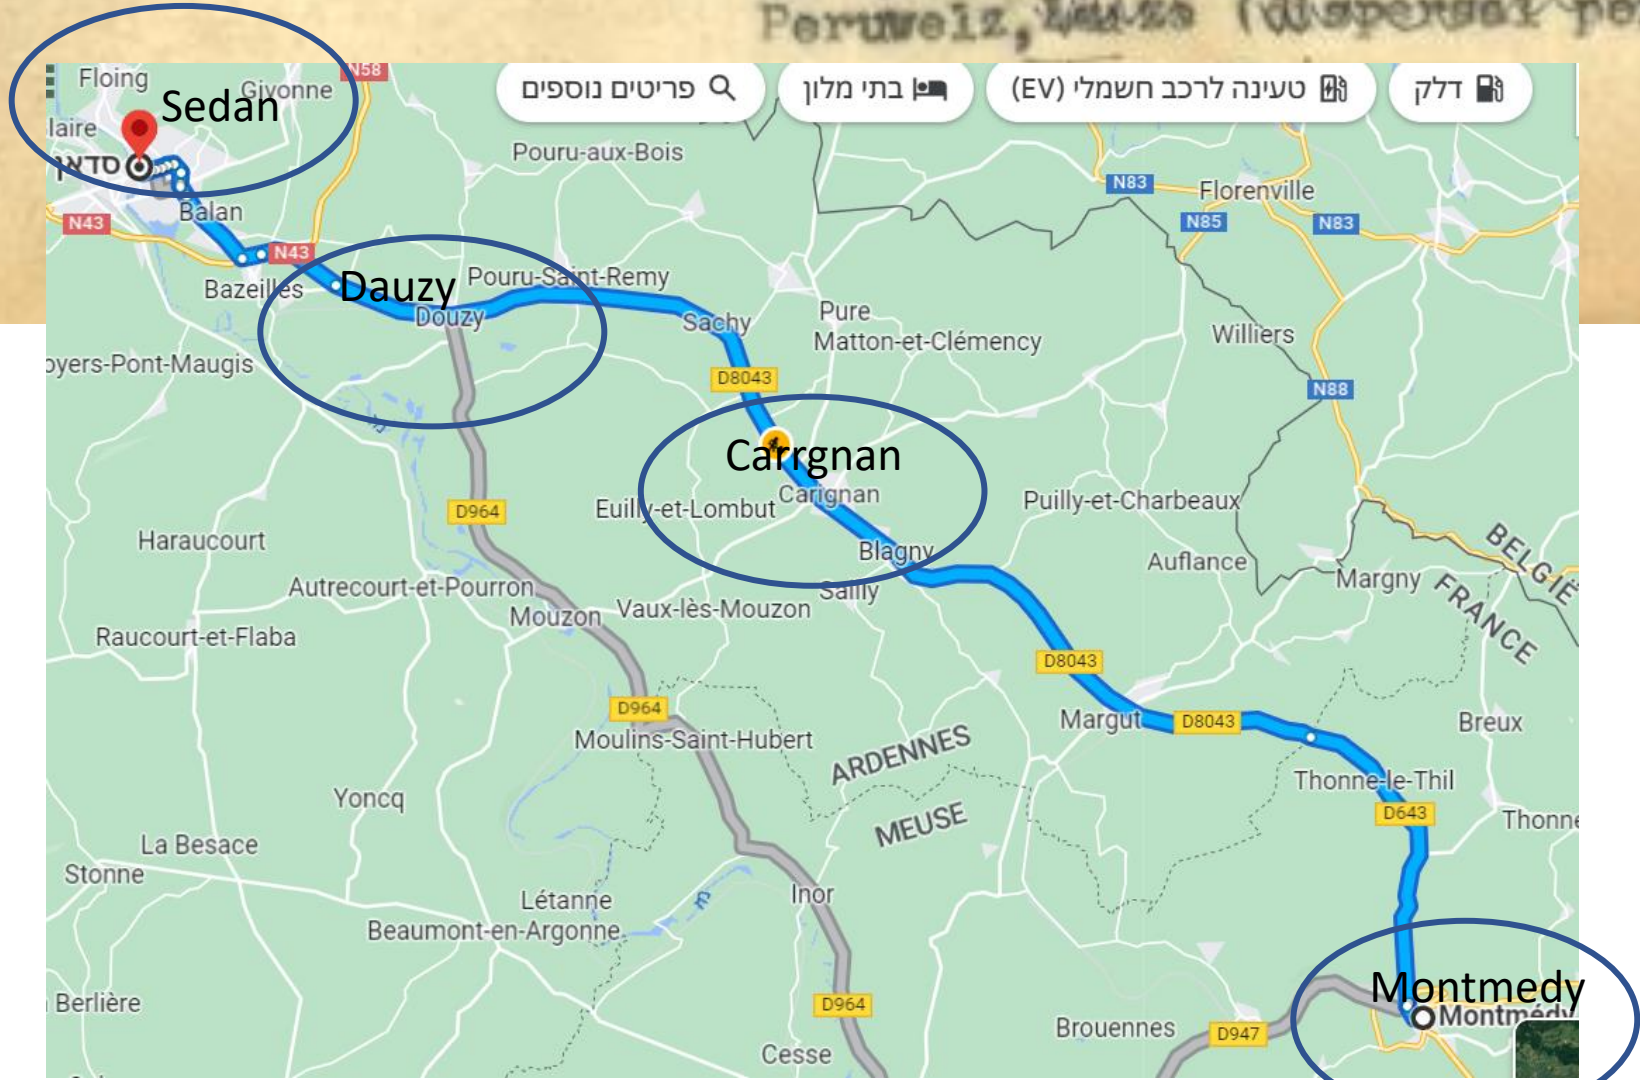 Peruwelz,
Floing
Givonne
N58
Sedan
פריטים נוספים
בתי מלון
טעינה לרכב חשמלי (EV)
דלק
laire
סדאן
Pouru-aux-Bois
N83
Florenville
N43
Balan
N85
N83
N43
Bazeilles
Dauzy
Pouru-Saint-Remy
Douzy
Sachy
Pure
Matton-et-Clémency
Williers
oyers-Pont-Maugis
D8043
N88
Carrgnan
Carignan
Euilly-et-Lombut
Puilly-et-Charbeaux
D964
Haraucourt
Blagny
Auflance
Margny
BELGIË
FRANCE
Autrecourt-et-Pourron
Sailly
Mouzon
Vaux-lès-Mouzon
Raucourt-et-Flaba
D8043
D964
Margut
D8043
Breux
Moulins-Saint-Hubert
ARDENNES
MEUSE
Thonne-le-Thil
Yoncq
D643
Thonne
La Besace
Stonne
Létanne
Inor
Beaumont-en-Argonne
Berlière
D964
Montmedy
Montmédy
Brouennes
D947
Cesse